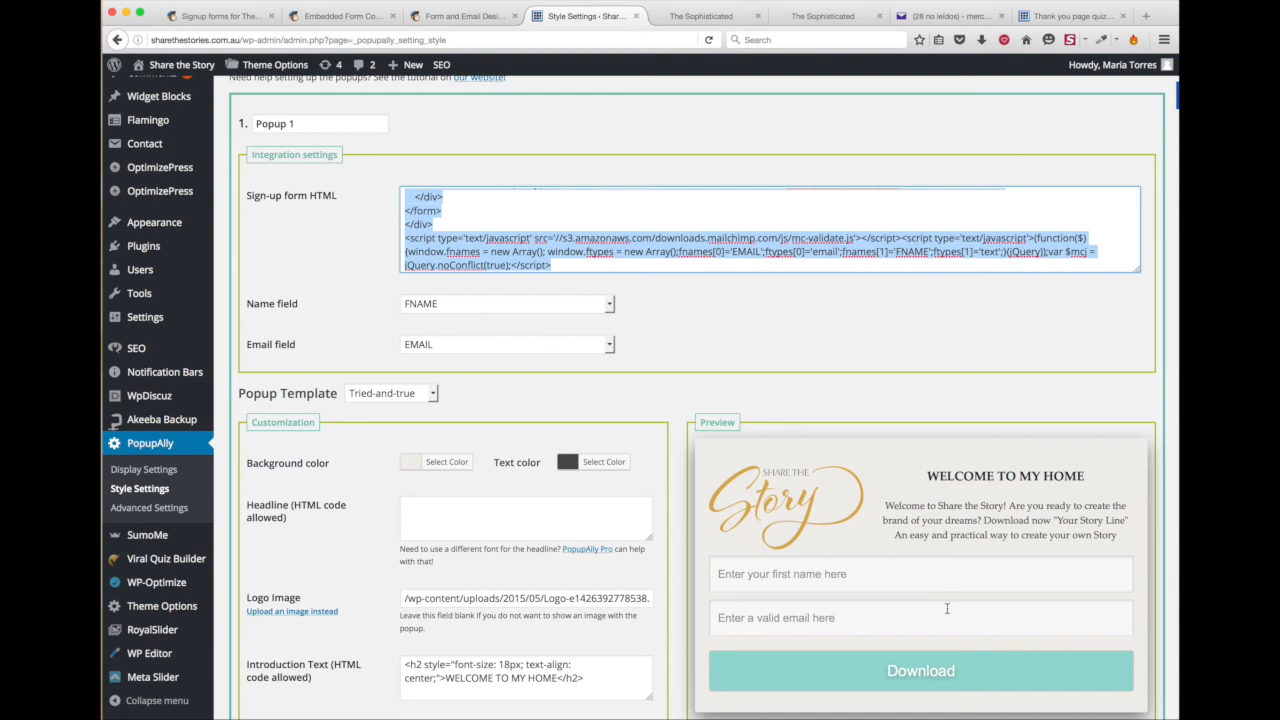 Signup forms for The...
Embedded Form Co...
Form and Email Desi...
Style Settings ‹ Shar...
The Sophisticated
The Sophisticated
(28 no leídos) - merc...
Thank you page quiz...
sharethestories.com.au/wp-admin/admin.php?page=_popupally_setting_style
Search
Share the Story
Theme Options
4
2
New
SEO
Howdy, Maria Torres
Need help setting up the popups? See the tutorial on our website!
Comments
Widget Blocks
Flamingo
Contact
OptimizePress
OptimizePress
Appearance
Plugins
Users
Tools
Settings
SEO
Notification Bars
WpDiscuz
Akeeba Backup
PopupAlly
Display Settings
Style Settings
Advanced Settings
SumoMe
Viral Quiz Builder
WP-Optimize
Theme Options
RoyalSlider
WP Editor
Meta Slider
Collapse menu
1. Popup 1
Integration settings
Sign-up form HTML
</div>
</form>
</div>
<script type='text/javascript' src='//s3.amazonaws.com/downloads.mailchimp.com/js/mc-validate.js'></script><script type='text/javascript'>(function($)
{window.fnames = new Array(); window.ftypes = new Array();fnames[0]='EMAIL';ftypes[0]='email';fnames[1]='FNAME';ftypes[1]='text';}(jQuery));var $mcj =
jQuery.noConflict(true);</script>
Name field
FNAME
Email field
EMAIL
Popup Template Tried-and-true
Customization
Background color
Select Color
Text color
Select Color
Headline (HTML code
allowed)
Need to use a different font for the headline? PopupAlly Pro can help
with that!
Logo Image
Upload an image instead
/wp-content/uploads/2015/05/Logo-e1426392778538.
Leave this field blank if you do not want to show an image with the
popup.
Introduction Text (HTML
code allowed)
<h2 style="font-size: 18px; text-align:
center;">WELCOME TO MY HOME</h2>
Preview
SHARE THE
Story
WELCOME TO MY HOME
Welcome to Share the Story! Are you ready to create the
brand of your dreams? Download now "Your Story Line"
An easy and practical way to create your own Story
Enter your first name here
Enter a valid email here
Download